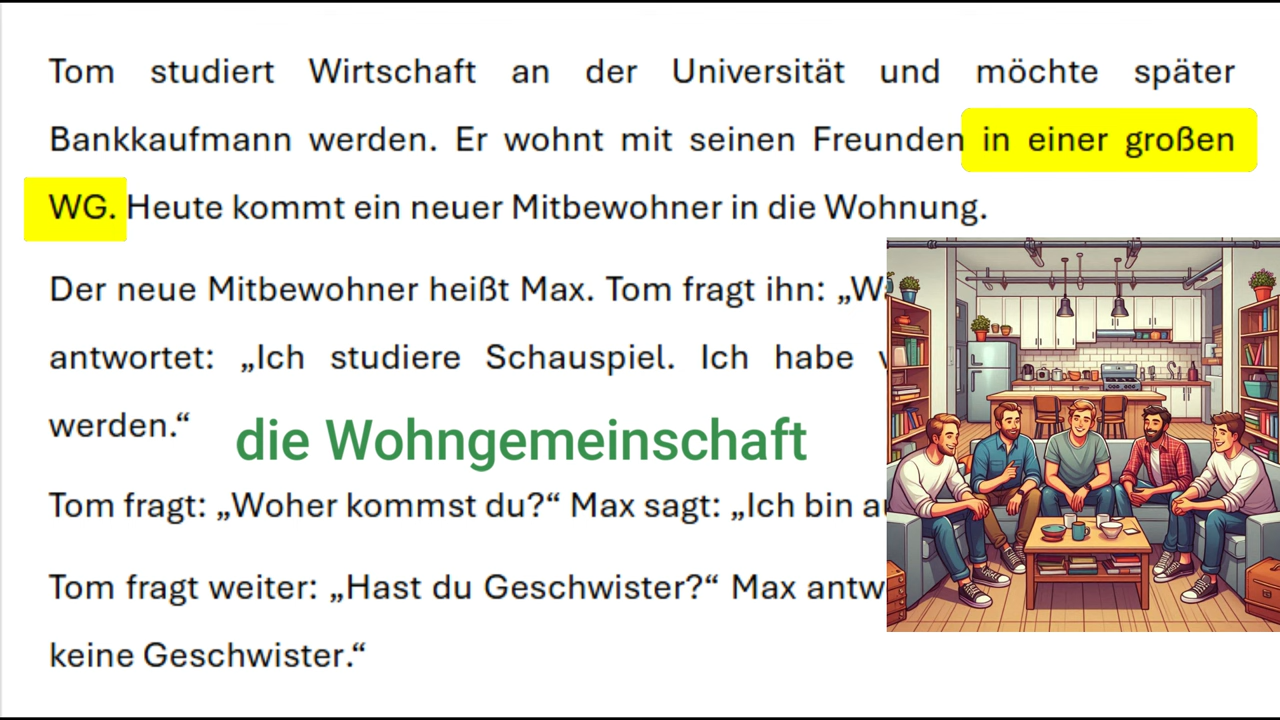 Tom studiert Wirtschaft an der Universität und möchte später
Bankkaufmann werden. Er wohnt mit seinen Freunden in einer großen
WG. Heute kommt ein neuer Mitbewohner in die Wohnung.
Der neue Mitbewohner heißt Max. Tom fragt ihn:
antwortet: „Ich studiere Schauspiel. Ich habe
werden.“
die Wohngemeinschaft
Tom fragt: „Woher kommst du?“ Max sagt: „Ich bin
Tom fragt weiter: „Hast du Geschwister?“ Max
keine Geschwister.“